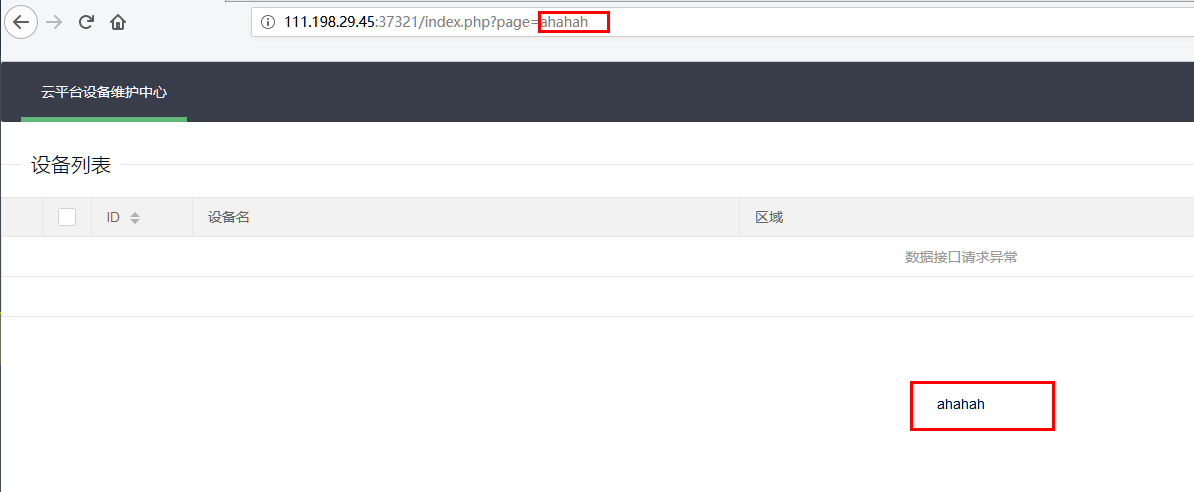 111.198.29.45:37321/index.php?page=ahahah
云平台设备维护中心
设备列表
ID 设备名 区域
数据接口请求异常
ahahah